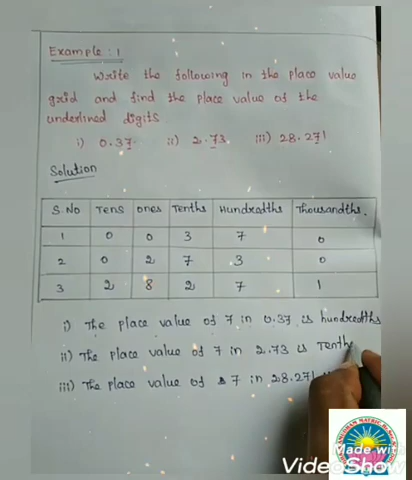 Example : 1
Write the following in the place value
grid and find the place value of the
underlined digits
i) 0.37 ii) 2.73 iii) 28.271
Solution
S.No Tens ones Tenths Hundredths Thousandths.
1 0 0 3 7 0
2 0 2 7 3 0
3 2 8 2 7 1
i) The place value of 7 in 0.37 is hundredths
ii) The place value of 7 in 2.73 is Tenth
iii) The place value of 7 in 28.271
Made with
VideoShow